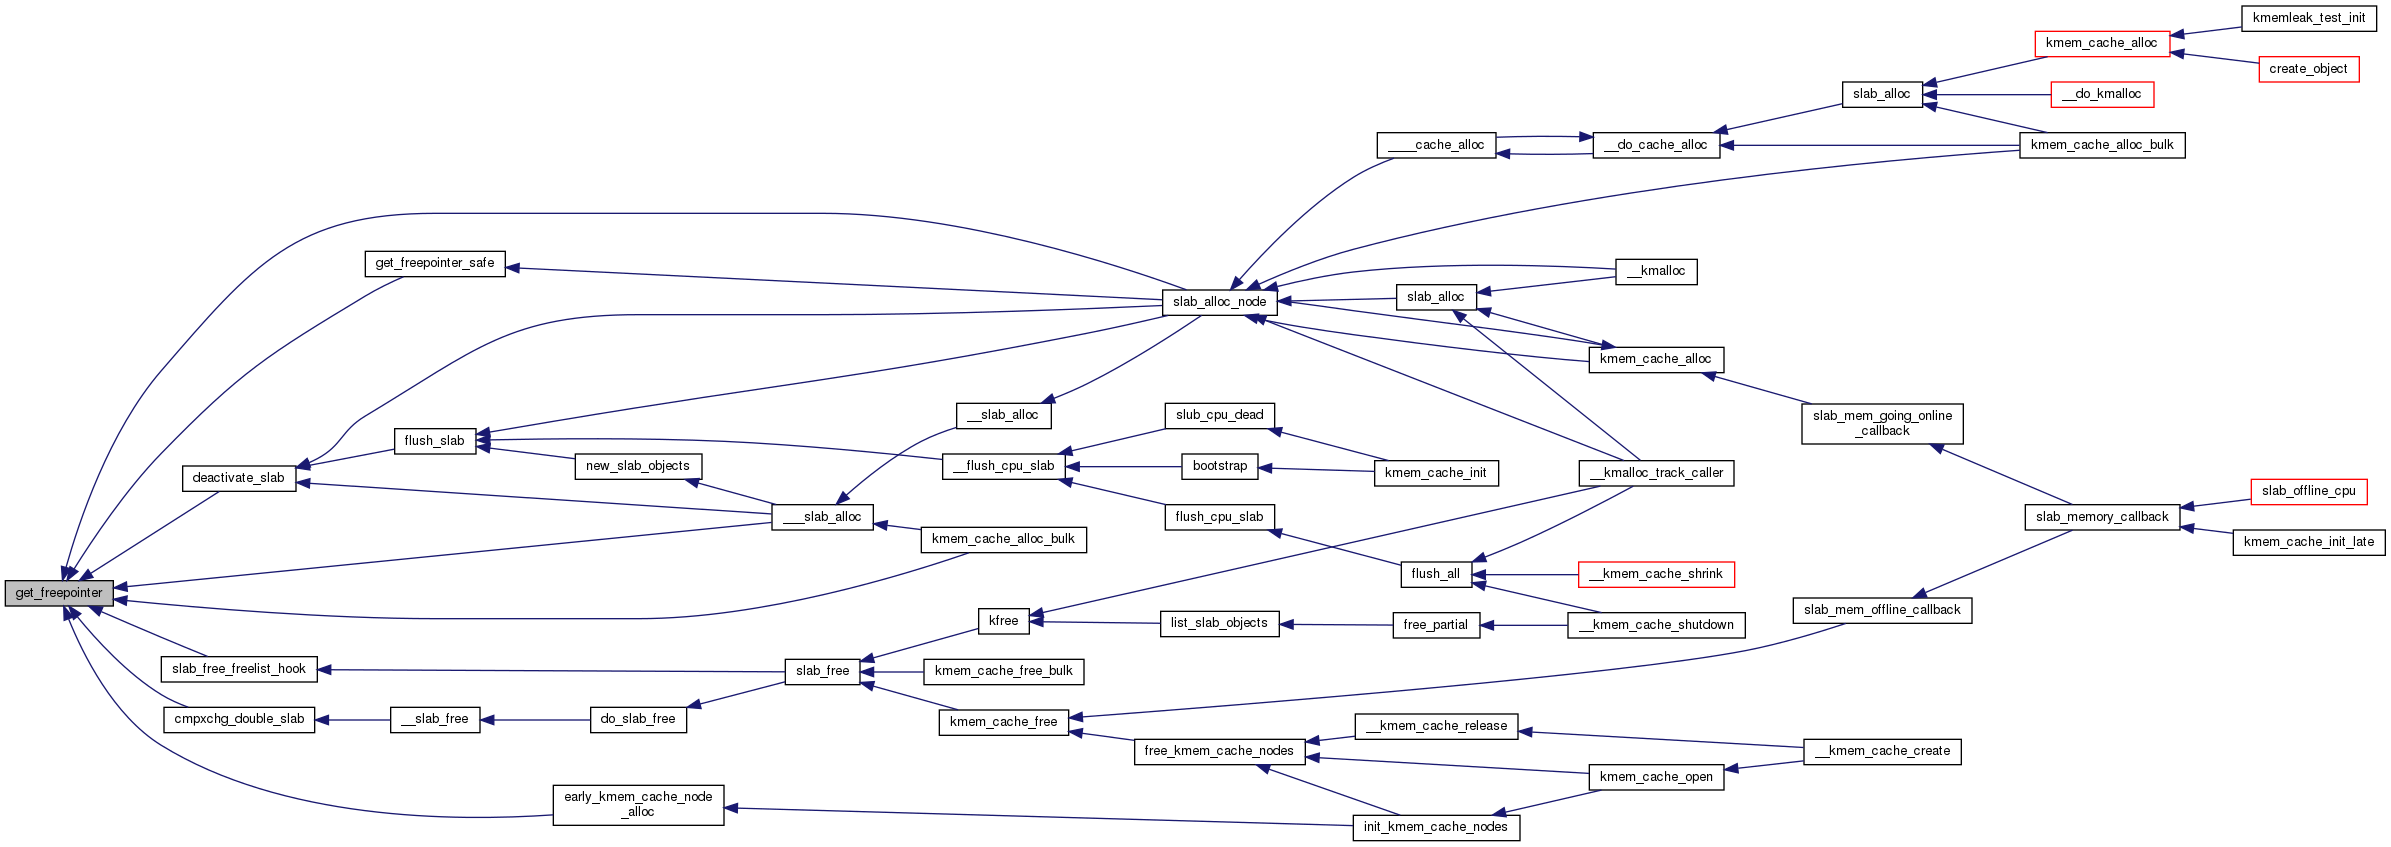 kmemleak_test_init
kmem_cache_alloc
create_object
slab_alloc
__do_kmalloc
____cache_alloc
__do_cache_alloc
kmem_cache_alloc_bulk
get_freepointer_safe
__kmalloc
slab_alloc_node
slab_alloc
kmem_cache_alloc
__slab_alloc
slub_cpu_dead
slab_mem_going_online
_callback
flush_slab
new_slab_objects
__flush_cpu_slab
bootstrap
kmem_cache_init
__kmalloc_track_caller
deactivate_slab
slab_offline_cpu
___slab_alloc
flush_cpu_slab
slab_memory_callback
kmem_cache_alloc_bulk
kmem_cache_init_late
get_freepointer
flush_all
__kmem_cache_shrink
kfree
list_slab_objects
free_partial
__kmem_cache_shutdown
slab_mem_offline_callback
slab_free_freelist_hook
slab_free
kmem_cache_free_bulk
cmpxchg_double_slab
__slab_free
do_slab_free
kmem_cache_free
__kmem_cache_release
free_kmem_cache_nodes
__kmem_cache_create
kmem_cache_open
early_kmem_cache_node
_alloc
init_kmem_cache_nodes